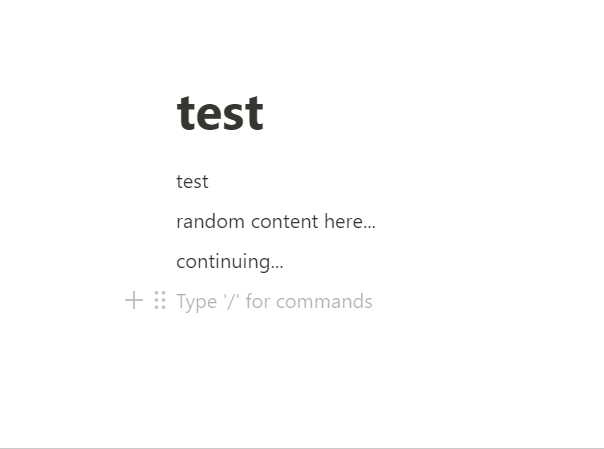 test
test
random content here...
continuing...
Type '/' for commands